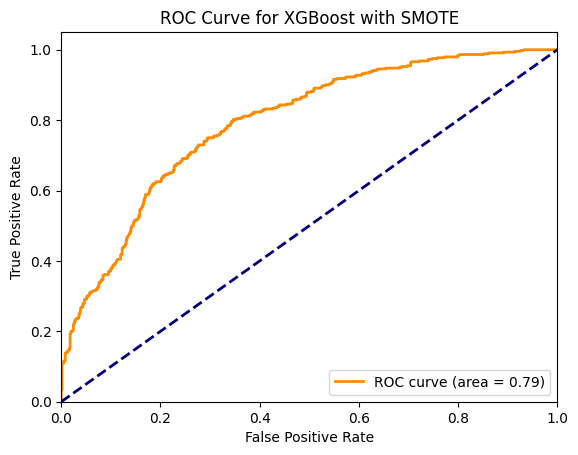 ROC Curve for XGBoost with SMOTE
True Positive Rate
1.0
0.8
0.6
0.4
0.2
0.0
ROC curve (area = 0.79)
0.0 0.2 0.4 0.6 0.8 1.0
False Positive Rate